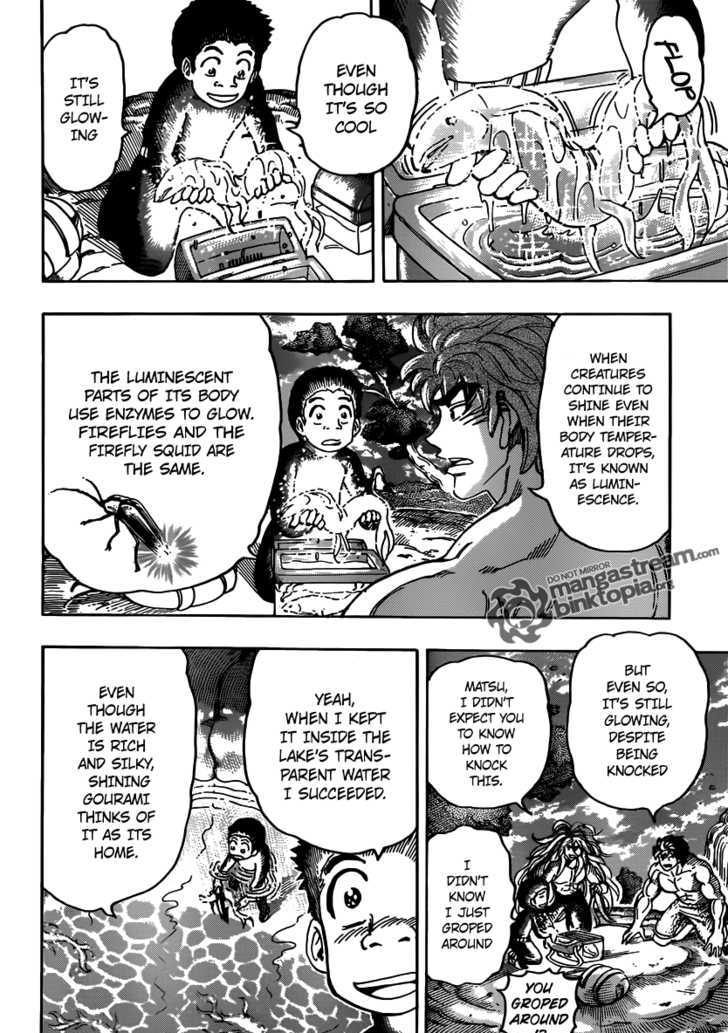 FLOP
EVEN
THOUGH
IT'S SO
COOL
IT'S
STILL
GLOW-
ING
WHEN
CREATURES
CONTINUE TO
SHINE EVEN
WHEN THEIR
BODY TEMPER-
ATURE DROPS,
IT'S KNOWN
AS LUMIN-
ESCENCE.
THE LUMINESCENT
PARTS OF ITS BODY
USE ENZYMES TO GLOW.
FIREFLIES AND THE
FIREFLY SQUID ARE
THE SAME.
DO NOT MIRROR
mangastream.com
binktopia.org
BUT
EVEN SO,
IT'S STILL
GLOWING,
DESPITE
BEING
KNOCKED
MATSU,
I DIDN'T
EXPECT YOU
TO KNOW
HOW TO
KNOCK
THIS.
I
DIDN'T
KNOW
I JUST
GROPED
AROUND
YOU
GROPED
AROUND
!?
YEAH,
WHEN I KEPT
IT INSIDE THE
LAKE'S TRANS-
PARENT WATER
I SUCCEEDED.
EVEN
THOUGH
THE WATER
IS RICH
AND SILKY,
SHINING
GOURAMI
THINKS OF
IT AS ITS
HOME.